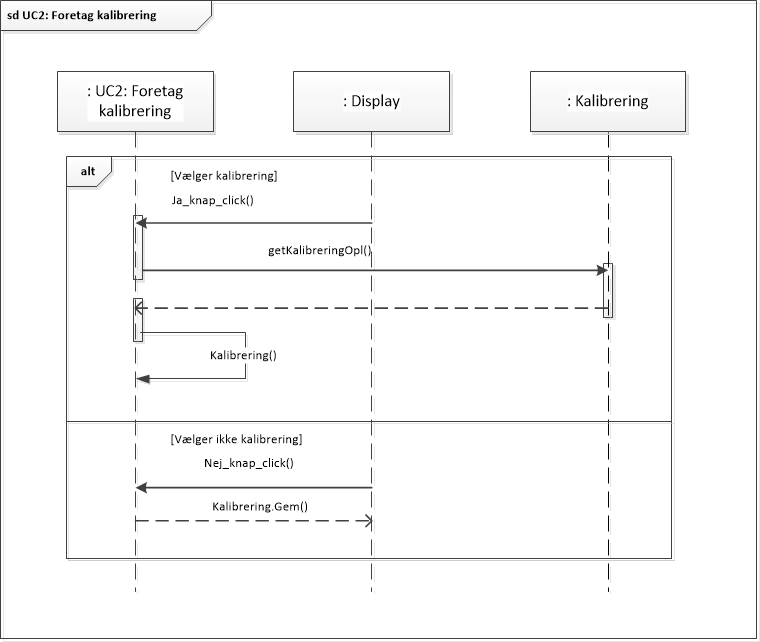 sd UC2: Foretag kalibrering
: UC2: Foretag
kalibrering
: Display
: Kalibrering
alt
[Vælger kalibrering]
Ja_knap_click()
getKalibreringOpl()
Kalibrering()
[Vælger ikke kalibrering]
Nej_knap_click()
Kalibrering.Gem()